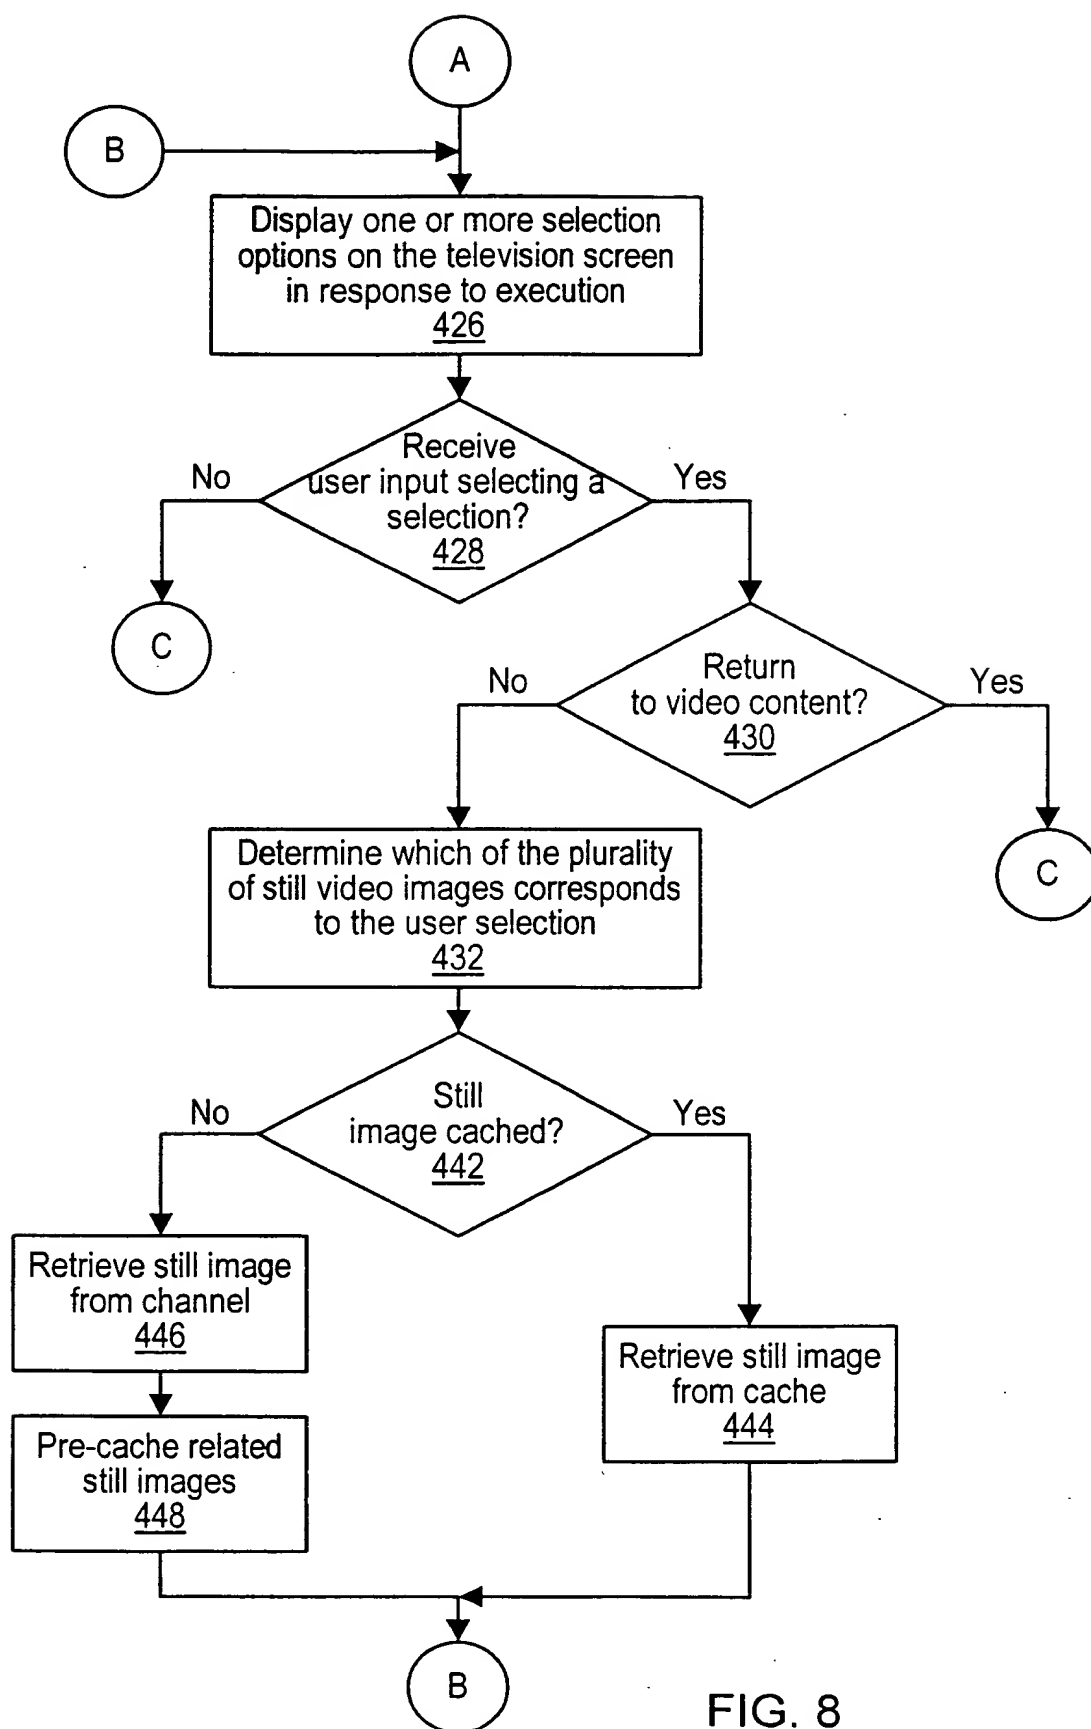 A
B
Display one or more selection
options on the television screen
in response to execution
426
Receive
user input selecting a
selection?
428
No
Yes
C
Return
to video content?
430
No
Yes
C
Determine which of the plurality
of still video images corresponds
to the user selection
432
Still
image cached?
442
No
Yes
Retrieve still image
from channel
446
Retrieve still image
from cache
444
Pre-cache related
still images
448
B
FIG. 8